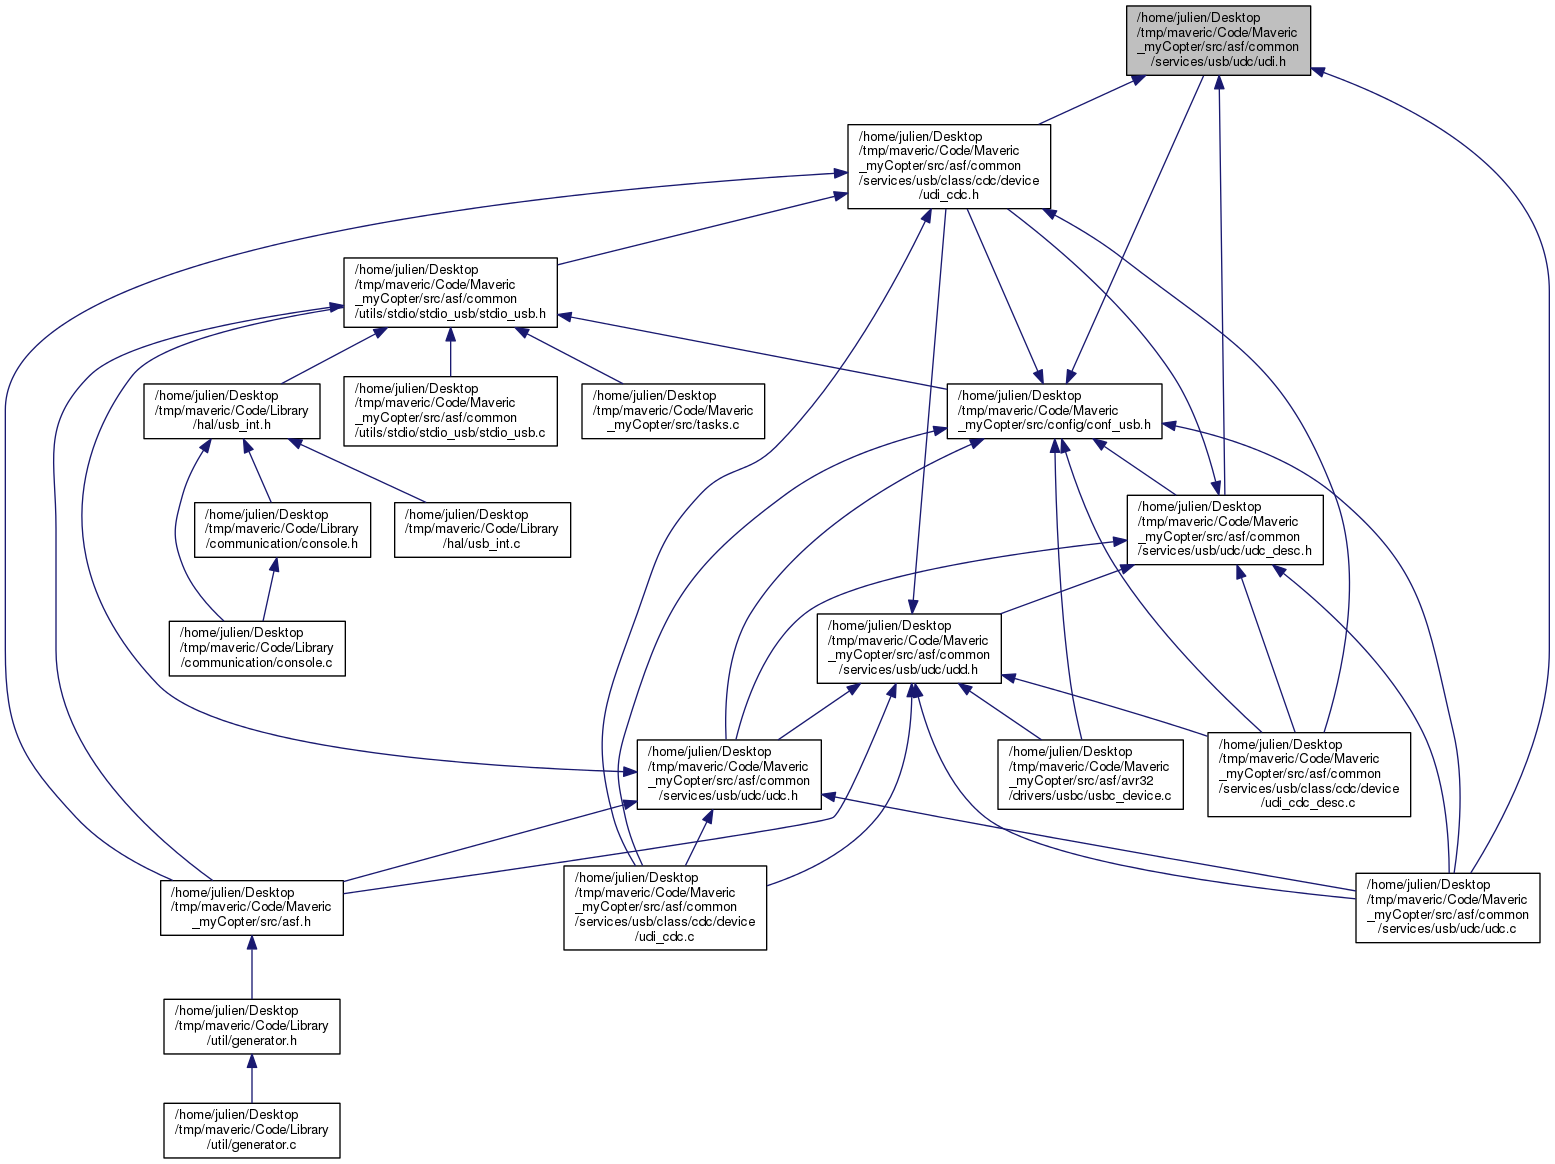 /home/julien/Desktop
/tmp/maveric/Code/Maveric
_myCopter/src/asf/common
/services/usb/udc/udi.h
/home/julien/Desktop
/tmp/maveric/Code/Maveric
_myCopter/src/asf/common
/services/usb/class/cdc/device
/udi_cdc.h
/home/julien/Desktop
/tmp/maveric/Code/Maveric
_myCopter/src/asf/common
/utils/stdio/stdio_usb/stdio_usb.h
/home/julien/Desktop
/tmp/maveric/Code/Library
/hal/usb_int.h
/home/julien/Desktop
/tmp/maveric/Code/Maveric
_myCopter/src/asf/common
/utils/stdio/stdio_usb/stdio_usb.c
/home/julien/Desktop
/tmp/maveric/Code/Maveric
_myCopter/src/tasks.c
/home/julien/Desktop
/tmp/maveric/Code/Maveric
_myCopter/src/config/conf_usb.h
/home/julien/Desktop
/tmp/maveric/Code/Library
/communication/console.h
/home/julien/Desktop
/tmp/maveric/Code/Library
/hal/usb_int.c
/home/julien/Desktop
/tmp/maveric/Code/Maveric
_myCopter/src/asf/common
/services/usb/udc/udc_desc.h
/home/julien/Desktop
/tmp/maveric/Code/Library
/communication/console.c
/home/julien/Desktop
/tmp/maveric/Code/Maveric
_myCopter/src/asf/common
/services/usb/udc/udd.h
/home/julien/Desktop
/tmp/maveric/Code/Maveric
_myCopter/src/asf/common
/services/usb/udc/udc.h
/home/julien/Desktop
/tmp/maveric/Code/Maveric
_myCopter/src/asf/avr32
/drivers/usbc/usbc_device.c
/home/julien/Desktop
/tmp/maveric/Code/Maveric
_myCopter/src/asf/common
/services/usb/class/cdc/device
/udi_cdc_desc.c
/home/julien/Desktop
/tmp/maveric/Code/Maveric
_myCopter/src/asf.h
/home/julien/Desktop
/tmp/maveric/Code/Maveric
_myCopter/src/asf/common
/services/usb/class/cdc/device
/udi_cdc.c
/home/julien/Desktop
/tmp/maveric/Code/Maveric
_myCopter/src/asf/common
/services/usb/udc/udc.c
/home/julien/Desktop
/tmp/maveric/Code/Library
/util/generator.h
/home/julien/Desktop
/tmp/maveric/Code/Library
/util/generator.c